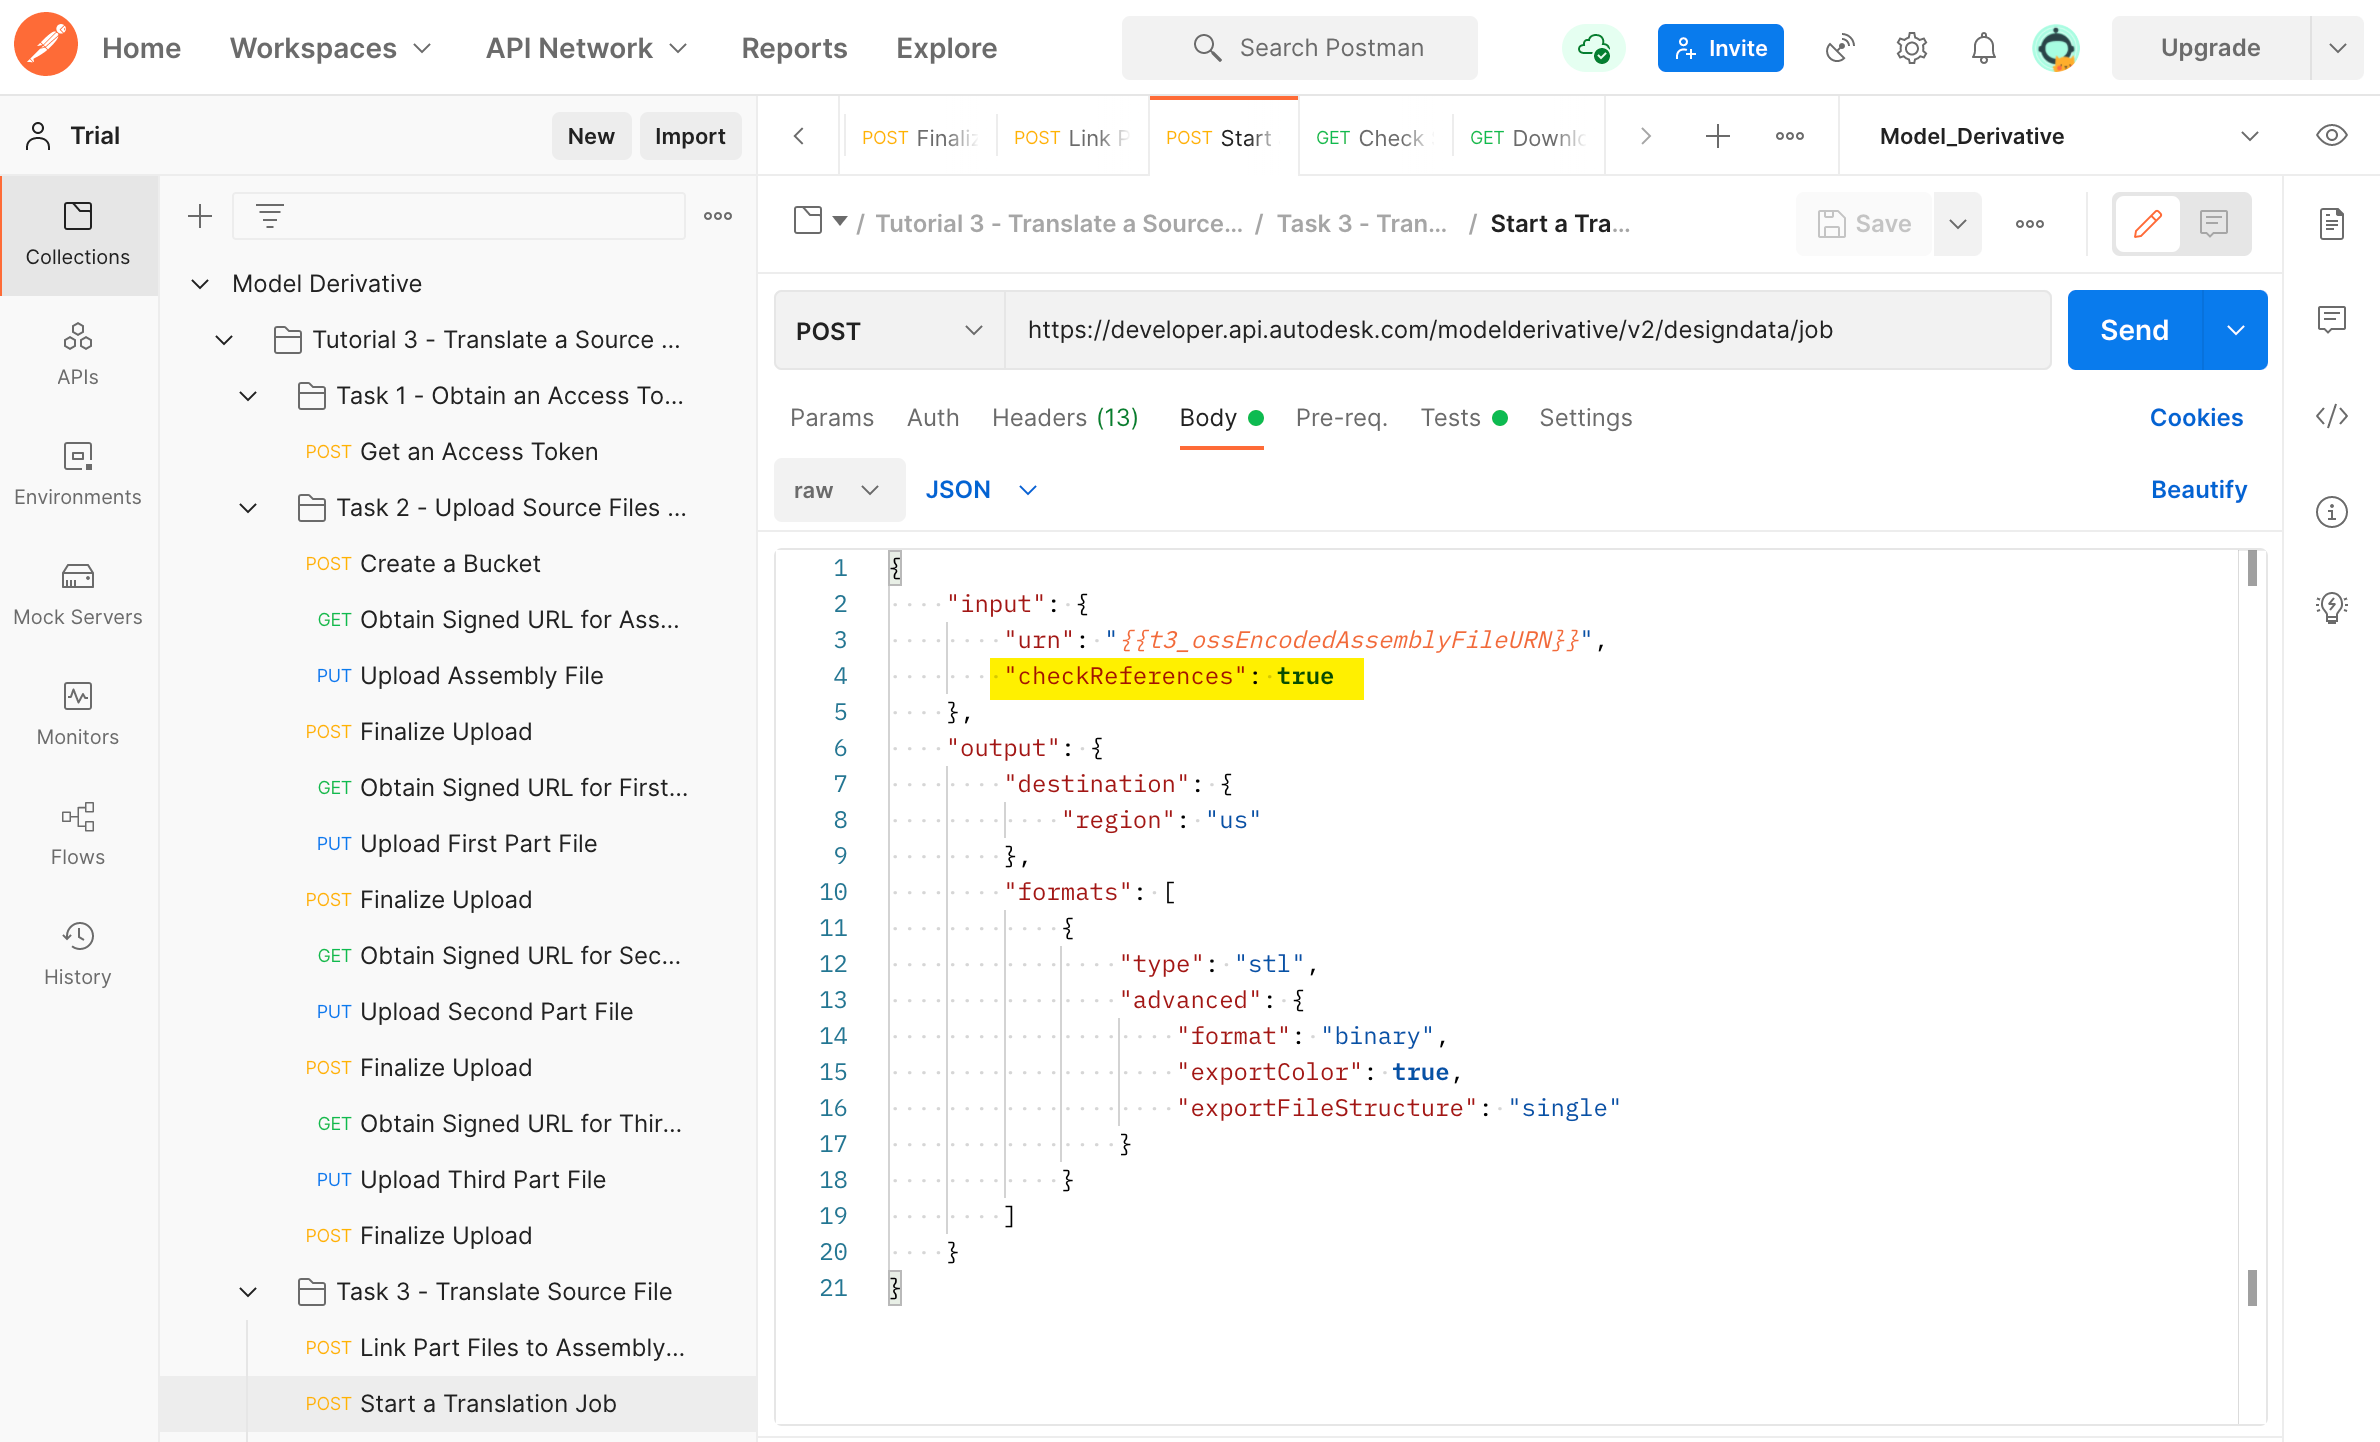 Home Workspaces API Network Reports Explore Search Postman Invite Upgrade
Trial New Import
POST Finaliz POST Link P POST Start GET Check GET Downlo Model_Derivative
Collections
APIs
Environments
Mock Servers
Monitors
Flows
History
Model Derivative
Tutorial 3 - Translate a Source ...
Task 1 - Obtain an Access To...
POST Get an Access Token
Task 2 - Upload Source Files ...
POST Create a Bucket
GET Obtain Signed URL for Ass...
PUT Upload Assembly File
POST Finalize Upload
GET Obtain Signed URL for First...
PUT Upload First Part File
POST Finalize Upload
GET Obtain Signed URL for Sec...
PUT Upload Second Part File
POST Finalize Upload
GET Obtain Signed URL for Thir...
PUT Upload Third Part File
POST Finalize Upload
Task 3 - Translate Source File
POST Link Part Files to Assembly...
POST Start a Translation Job
/ Tutorial 3 - Translate a Source... / Task 3 - Tran... / Start a Tra... Save
POST https://developer.api.autodesk.com/modelderivative/v2/designdata/job Send
Params Auth Headers (13) Body Pre-req. Tests Settings Cookies
raw JSON Beautify
1 {
2 "input": {
3 "urn": "{{t3_ossEncodedAssemblyFileURN}}",
4 "checkReferences": true
5 },
6 "output": {
7 "destination": {
8 "region": "us"
9 },
10 "formats": [
11 {
12 "type": "stl",
13 "advanced": {
14 "format": "binary",
15 "exportColor": true,
16 "exportFileStructure": "single"
17 }
18 }
19 ]
20 }
21 }